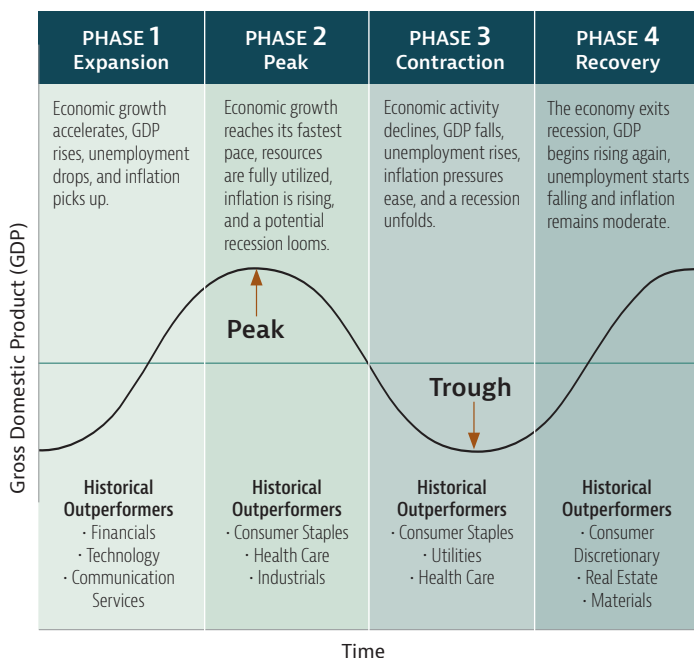 PHASE 1
Expansion
PHASE 2
Peak
PHASE 3
Contraction
PHASE 4
Recovery
Economic growth
accelerates, GDP
rises, unemployment
drops, and inflation
picks up.
Economic growth
reaches its fastest
pace, resources
are fully utilized,
inflation is rising,
and a potential
recession looms.
Economic activity
declines, GDP falls,
unemployment rises,
inflation pressures
ease, and a recession
unfolds.
The economy exits
recession, GDP
begins rising again,
unemployment starts
falling and inflation
remains moderate.
Gross Domestic Product (GDP)
Peak
Trough
Historical
Outperformers
· Financials
· Technology
· Communication
Services
Historical
Outperformers
· Consumer Staples
· Health Care
· Industrials
Historical
Outperformers
· Consumer Staples
· Utilities
· Health Care
Historical
Outperformers
· Consumer
Discretionary
· Real Estate
· Materials
Time